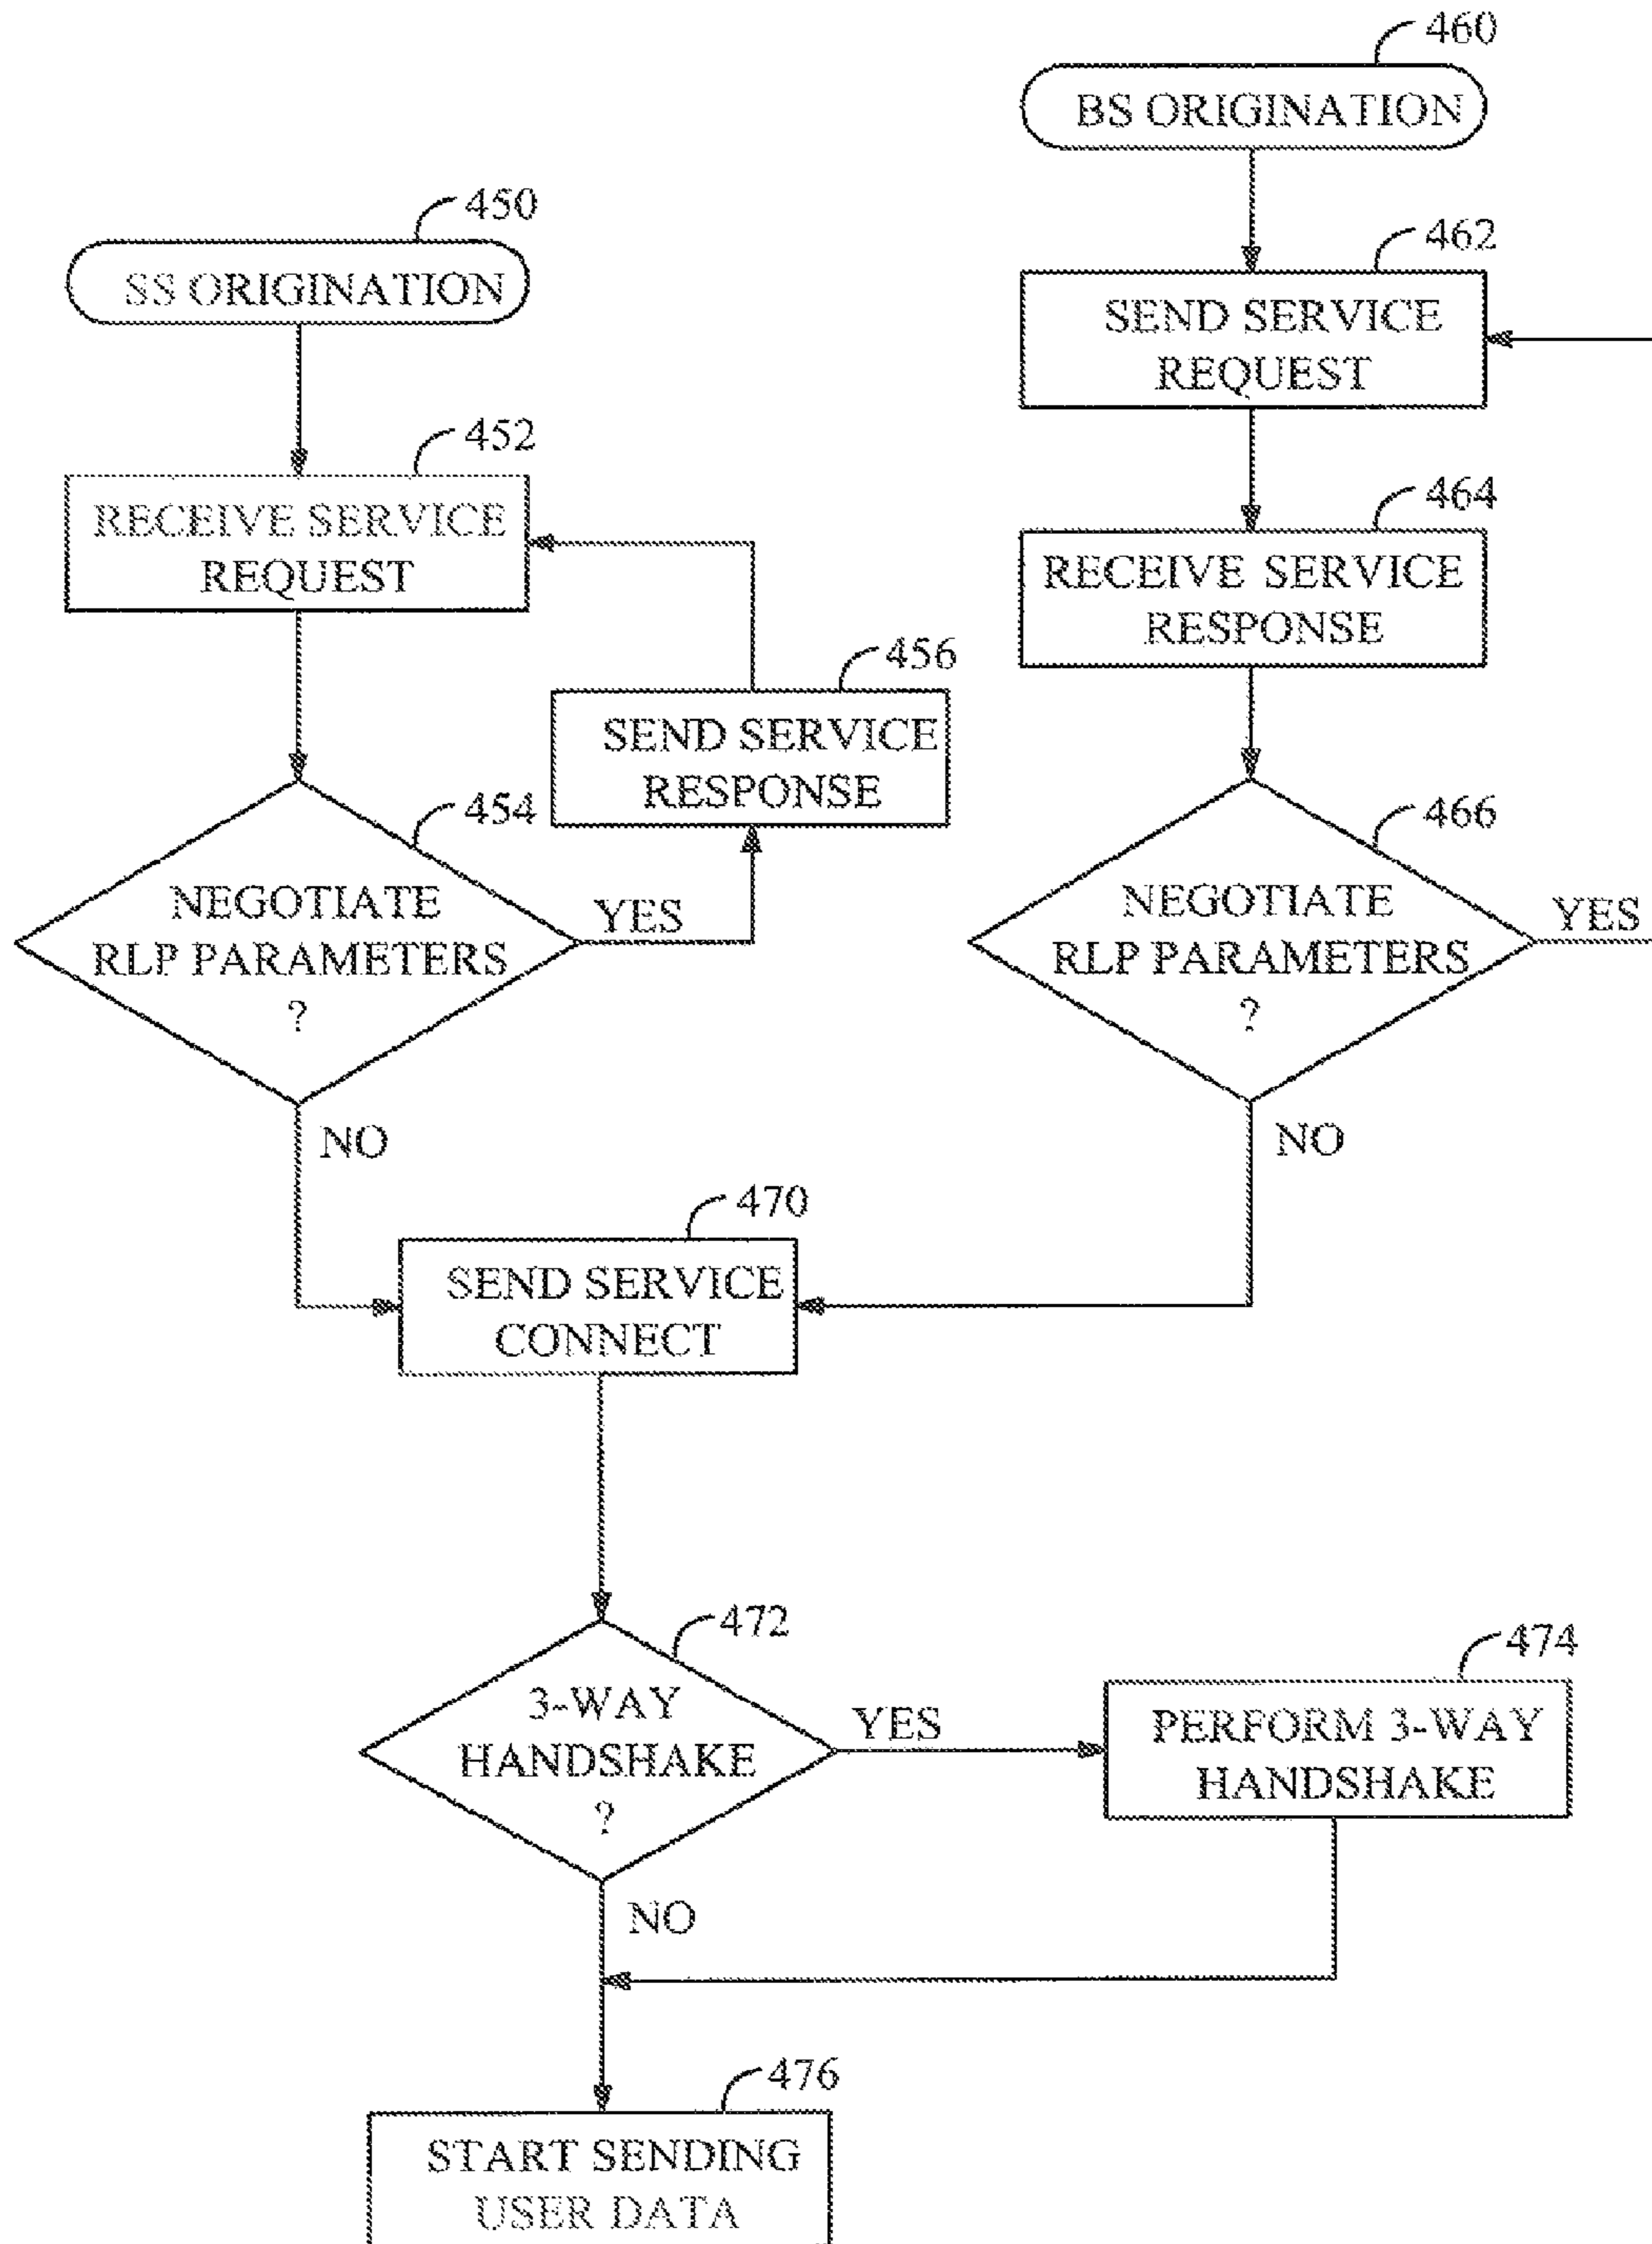 460
BS ORIGINATION
450
SS ORIGINATION
462
SEND SERVICE
REQUEST
452
RECEIVE SERVICE
REQUEST
464
RECEIVE SERVICE
RESPONSE
456
SEND SERVICE
RESPONSE
454
NEGOTIATE
RLP PARAMETERS
?
YES
NO
466
NEGOTIATE
RLP PARAMETERS
?
YES
NO
470
SEND SERVICE
CONNECT
472
3-WAY
HANDSHAKE
?
YES
NO
474
PERFORM 3-WAY
HANDSHAKE
476
START SENDING
USER DATA